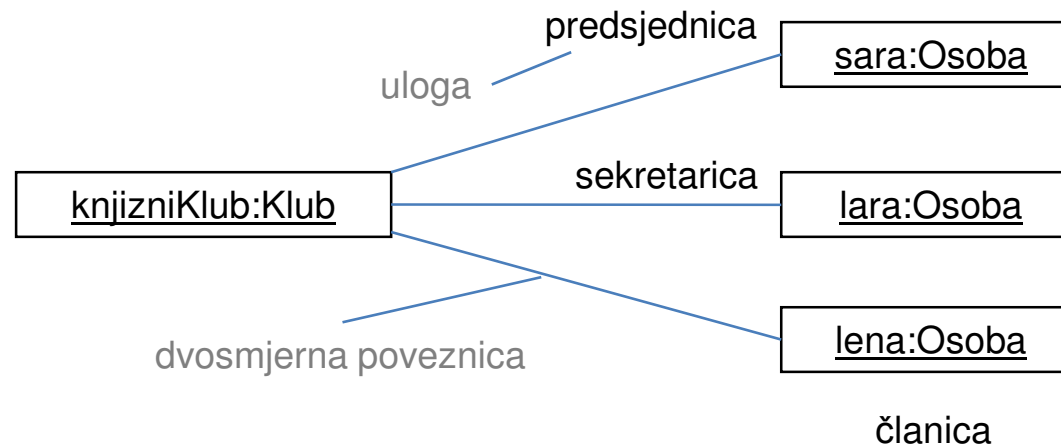 predsjednica
sara:Osoba
uloga
sekretarica
knjizniKlub:Klub
lara:Osoba
lena:Osoba
dvosmjerna poveznica
članica